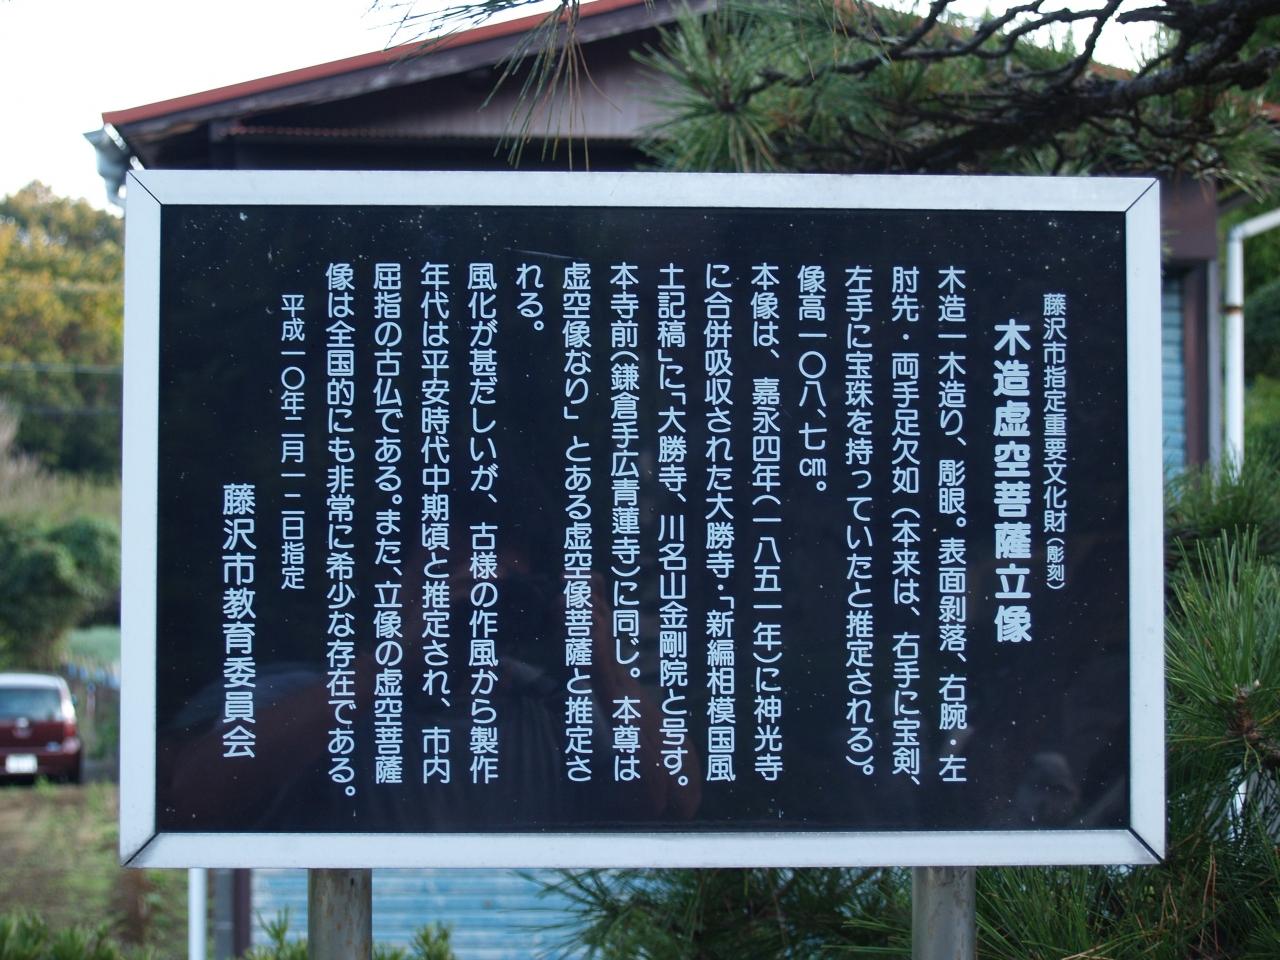 藤沢市指定重要文化財（彫刻）
木造虚空菩薩立像
木造一木造り、彫眼。表面剥落、右腕・左
肘先・両手足欠如（本来は、右手に宝剣、
左手に宝珠を持っていたと推定される）。
像高一〇八、七㎝。
本像は、嘉永四年（一八五一年）に神光寺
に合併吸収された大勝寺・「新編相模国風
土記稿」に「大勝寺、川名山金剛院と号す。
本寺前（鎌倉手広青蓮寺）に同じ。本尊は
虚空像なり」とある虚空像菩薩と推定さ
れる。
風化が甚だしいが、古様の作風から製作
年代は平安時代中期頃と推定され、市内
屈指の古仏である。また、立像の虚空菩薩
像は全国的にも非常に希少な存在である。
平成一〇年二月一二日指定
藤沢市教育委員会